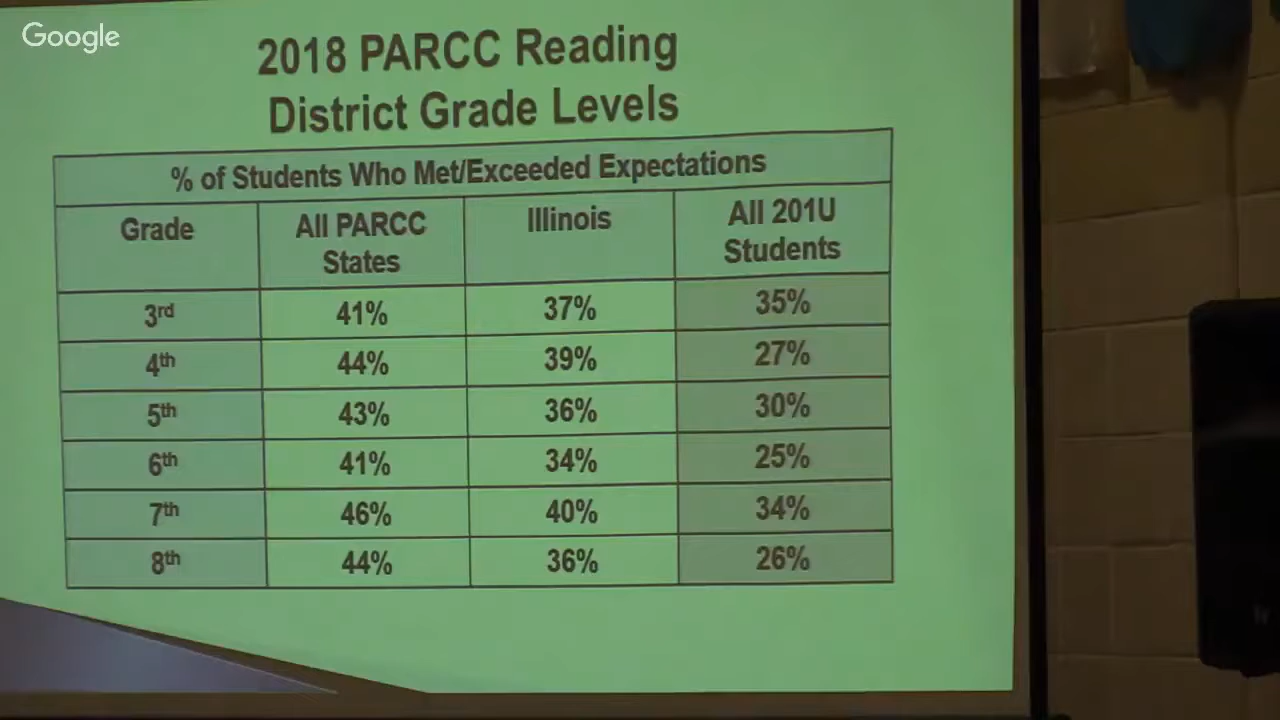 Google
2018 PARCC Reading
District Grade Levels
% of Students Who Met/Exceeded Expectations
Grade All PARCC States Illinois All 201U Students
3rd 41% 37% 35%
4th 44% 39% 27%
5th 43% 36% 30%
6th 41% 34% 25%
7th 46% 40% 34%
8th 44% 36% 26%